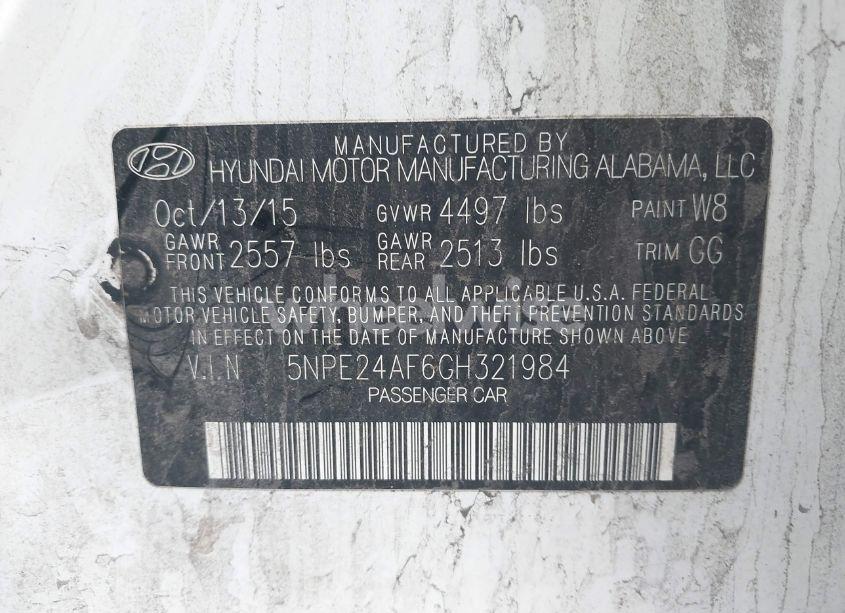 MANUFACTURED BY
HYUNDAI MOTOR MANUFACTURING ALABAMA, LLC
Oct/13/15 GVWR 4497 lbs PAINT W8
GAWR FRONT 2557 lbs GAWR REAR 2513 lbs TRIM GG
THIS VEHICLE CONFORMS TO ALL APPLICABLE U.S.A. FEDERAL
MOTOR VEHICLE SAFETY, BUMPER, AND THEFT PREVENTION STANDARDS
IN EFFECT ON THE DATE OF MANUFACTURE SHOWN ABOVE
wheelwise
V.I.N 5NPE24AF6GH321984
PASSENGER CAR